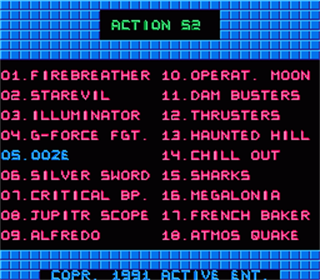 ACTION 52
01.FIREBREATHER 10.OPERAT. MOON
02.STAREVIL 11.DAM BUSTERS
03.ILLUMINATOR 12.THRUSTERS
04.G-FORCE FGT. 13.HAUNTED HILL
05.OOZE 14.CHILL OUT
06.SILVER SWORD 15.SHARKS
07.CRITICAL BP. 16.MEGALONIA
08.JUPITR SCOPE 17.FRENCH BAKER
09.ALFREDO 18.ATMOS QUAKE
COPR. 1991 ACTIVE ENT.